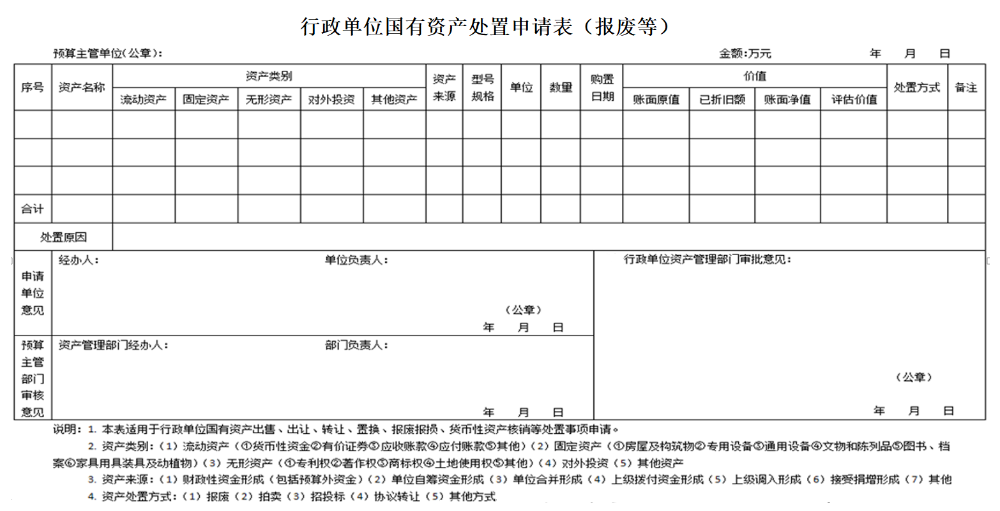 行政单位国有资产处置申请表（报废等）
预算主管单位(公章)：
金额:万元 年 月 日
序号 资产名称 资产类别 资产来源 型号规格 单位 数量 购置日期 价值 处置方式 备注
流动资产 固定资产 无形资产 对外投资 其他资产 账面原值 已折旧额 账面净值 评估价值
合计
处置原因
申请单位意见
经办人： 单位负责人：
（公章）
年 月 日
行政单位资产管理部门审批意见：
（公章）
年 月 日
预算主管部门审核意见
资产管理部门经办人： 部门负责人：
年 月 日
说明：1. 本表适用于行政单位国有资产出售、出让、转让、置换、报废报损、货币性资产核销等处置事项申请。
2. 资产类别：（1）流动资产（①货币性资金②有价证券③应收账款④应付账款⑤其他）（2）固定资产（①房屋及构筑物②专用设备③通用设备④文物和陈列品⑤图书、档
案⑥家具用具装具及动植物）（3）无形资产（①专利权②著作权③商标权④土地使用权⑤其他）（4）对外投资（5）其他资产
3. 资产来源：（1）财政性资金形成（包括预算外资金）（2）单位自筹资金形成（3）单位合并形成（4）上级拨付资金形成（5）上级调入形成（6）接受捐增形成（7）其他
4. 资产处置方式：（1）报废（2）拍卖（3）招投标（4）协议转让（5）其他方式